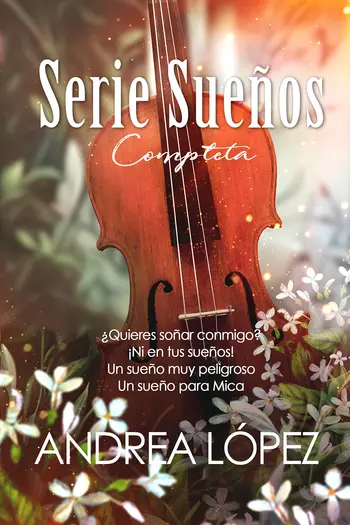 Serie Sueños
Completa
¿Quieres soñar conmigo?
¡Ni en tus sueños!
Un sueño muy peligroso
Un sueño para Mica
ANDREA LÓPEZ